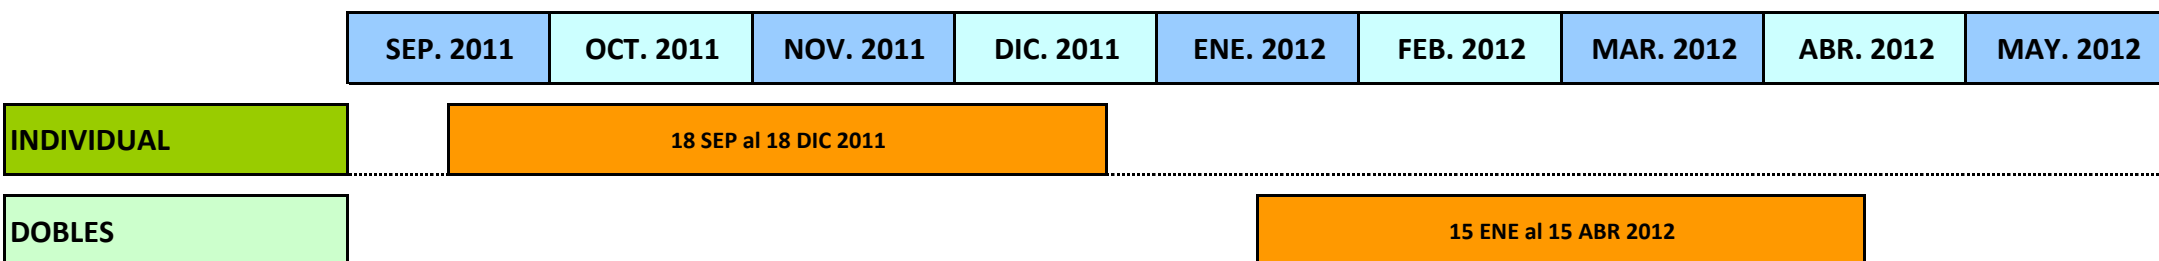 SEP. 2011 OCT. 2011 NOV. 2011 DIC. 2011 ENE. 2012 FEB. 2012 MAR. 2012 ABR. 2012 MAY. 2012
INDIVIDUAL 18 SEP al 18 DIC 2011
DOBLES 15 ENE al 15 ABR 2012